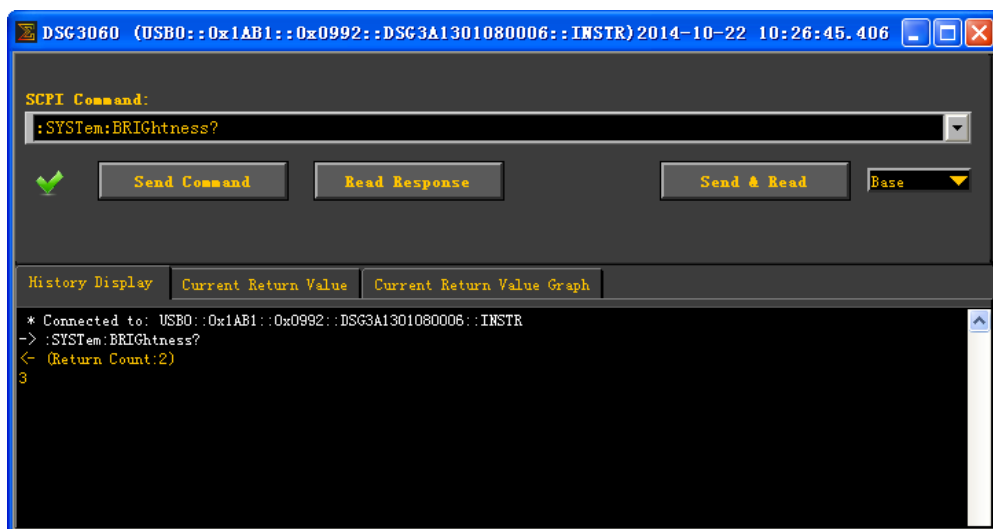 DSG3060 (USB0::0x1AB1::0x0992::DSG3A1301080006::INSTR)2014-10-22 10:26:45.406
SCPI Command:
:SYSTem:BRIGhtness?
Send Command Read Response Send & Read Base
History Display Current Return Value Current Return Value Graph
* Connected to: USB0::0x1AB1::0x0992::DSG3A1301080006::INSTR
-> :SYSTem:BRIGhtness?
<- (Return Count:2)
3